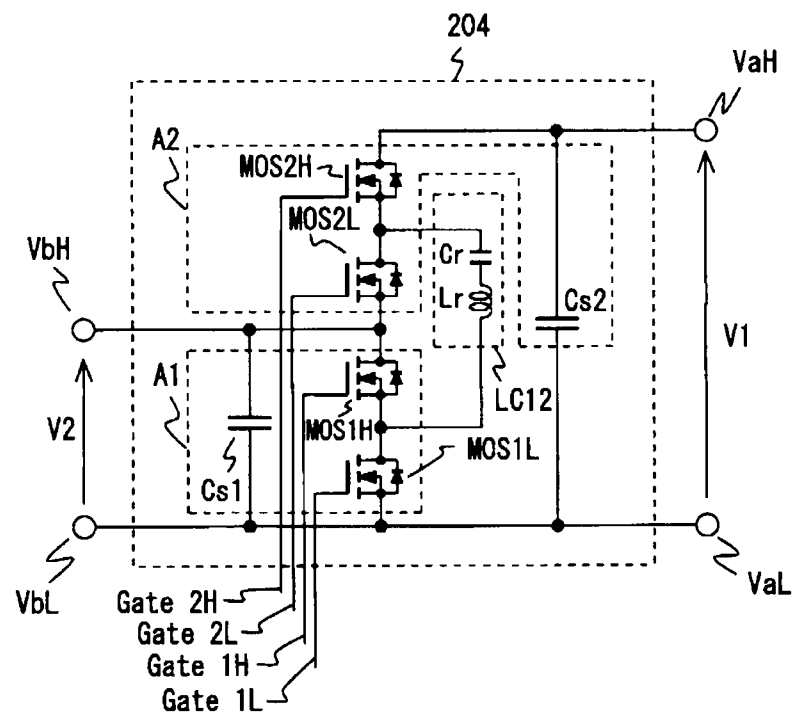 204
VaH
A2
MOS2H
MOS2L
VbH
Cr
Lr
Cs2
V1
A1
LC12
V2
MOS1H
MOS1L
Cs1
VbL
VaL
Gate 2H
Gate 2L
Gate 1H
Gate 1L